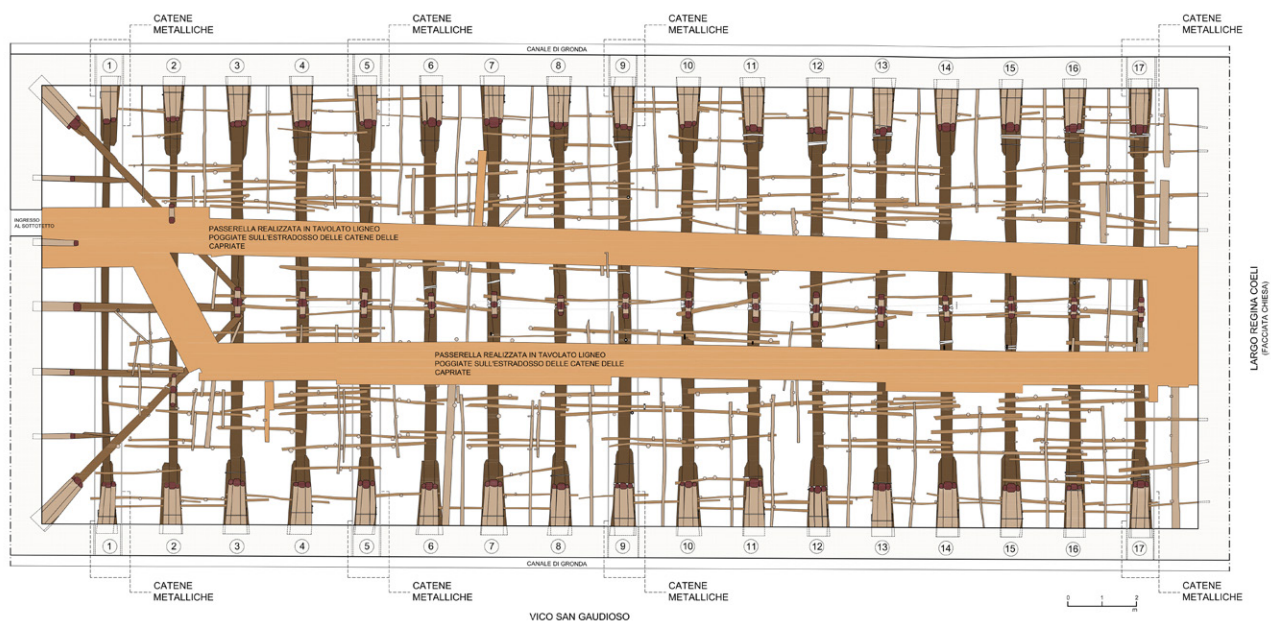 CATENE
METALLICHE
CATENE
METALLICHE
CATENE
METALLICHE
CATENE
METALLICHE
CANALE DI GRONDA
1 2 3 4 5 6 7 8 9 10 11 12 13 14 15 16 17
INGRESSO
AL SOTTOTETTO
PASSERELLA REALIZZATA IN TAVOLATO LIGNEO
POGGIATE SULL'ESTRADOSSO DELLE CATENE DELLE
CAPRIATE
LARGO REGINA COELI
(FACCIATA CHIESA)
PASSERELLA REALIZZATA IN TAVOLATO LIGNEO
POGGIATE SULL'ESTRADOSSO DELLE CATENE DELLE
CAPRIATE
1 2 3 4 5 6 7 8 9 10 11 12 13 14 15 16 17
CANALE DI GRONDA
CATENE
METALLICHE
CATENE
METALLICHE
CATENE
METALLICHE
CATENE
METALLICHE
0 1 2
m
VICO SAN GAUDIOSO